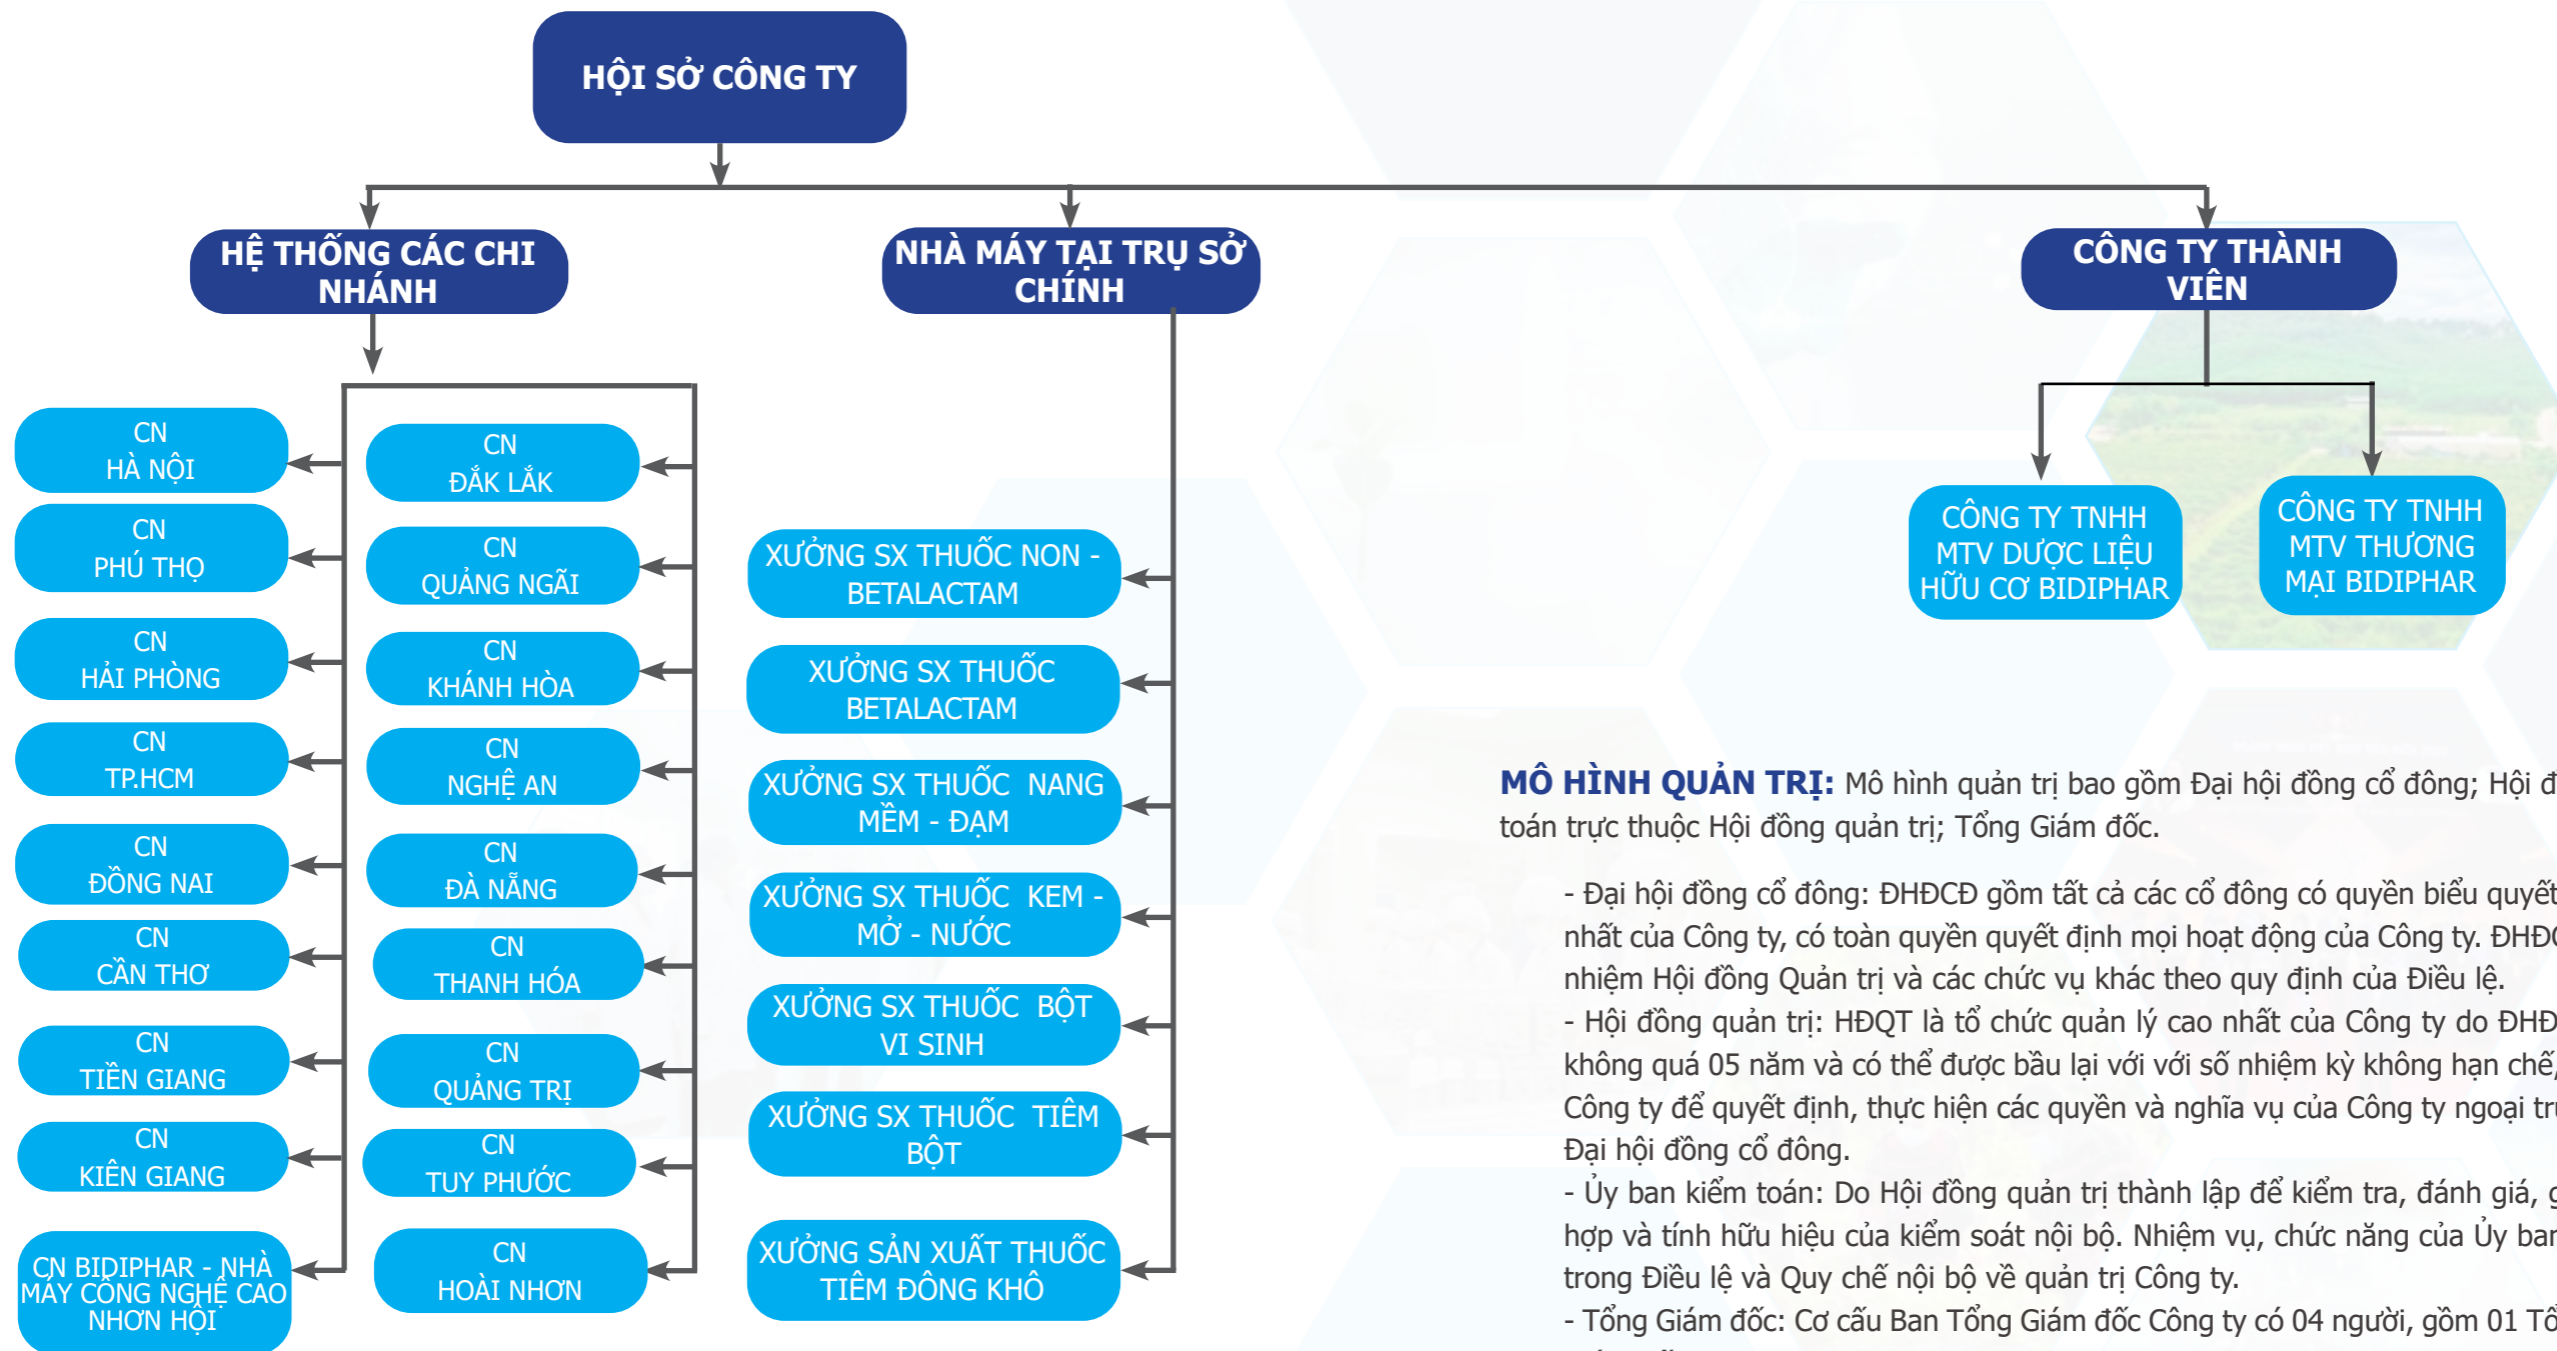 HỘI SỞ CÔNG TY
HỆ THỐNG CÁC CHI
NHÁNH
CN
HÀ NỘI
CN
PHÚ THỌ
CN
HẢI PHÒNG
CN
TP.HCM
CN
ĐỒNG NAI
CN
CẦN THƠ
CN
TIỀN GIANG
CN
KIÊN GIANG
CN BIDIPHAR - NHÀ
MÁY CÔNG NGHỆ CAO
NHƠN HỘI
CN
ĐẮK LẮK
CN
QUẢNG NGÃI
CN
KHÁNH HÒA
CN
NGHỆ AN
CN
ĐÀ NẴNG
CN
THANH HÓA
CN
QUẢNG TRỊ
CN
TUY PHƯỚC
CN
HOÀI NHƠN
NHÀ MÁY TẠI TRỤ SỞ
CHÍNH
XƯỞNG SX THUỐC NON -
BETALACTAM
XƯỞNG SX THUỐC
BETALACTAM
XƯỞNG SX THUỐC NANG
MỀM - ĐẠM
XƯỞNG SX THUỐC KEM -
MỞ - NƯỚC
XƯỞNG SX THUỐC BỘT
VI SINH
XƯỞNG SX THUỐC TIÊM
BỘT
XƯỞNG SẢN XUẤT THUỐC
TIÊM ĐÔNG KHÔ
CÔNG TY THÀNH
VIÊN
CÔNG TY TNHH
MTV DƯỢC LIỆU
HỮU CƠ BIDIPHAR
CÔNG TY TNHH
MTV THƯƠNG
MẠI BIDIPHAR
MÔ HÌNH QUẢN TRỊ: Mô hình quản trị bao gồm Đại hội đồng cổ đông; Hội
toán trực thuộc Hội đồng quản trị; Tổng Giám đốc.
- Đại hội đồng cổ đông: ĐHĐCĐ gồm tất cả các cổ đông có quyền biểu quyết
nhất của Công ty, có toàn quyền quyết định mọi hoạt động của Công ty.
nhiệm Hội đồng Quản trị và các chức vụ khác theo quy định của Điều lệ.
- Hội đồng quản trị: HĐQT là tổ chức quản lý cao nhất của Công ty do
không quá 05 năm và có thể được bầu lại với với số nhiệm kỳ không hạn chế,
Công ty để quyết định, thực hiện các quyền và nghĩa vụ của Công ty ngoại
Đại hội đồng cổ đông.
- Ủy ban kiểm toán: Do Hội đồng quản trị thành lập để kiểm tra, đánh giá,
hợp và tính hữu hiệu của kiểm soát nội bộ. Nhiệm vụ, chức năng của Ủy ban
trong Điều lệ và Quy chế nội bộ về quản trị Công ty.
- Tổng Giám đốc: Cơ cấu Ban Tổng Giám đốc Công ty có 04 người, gồm 01